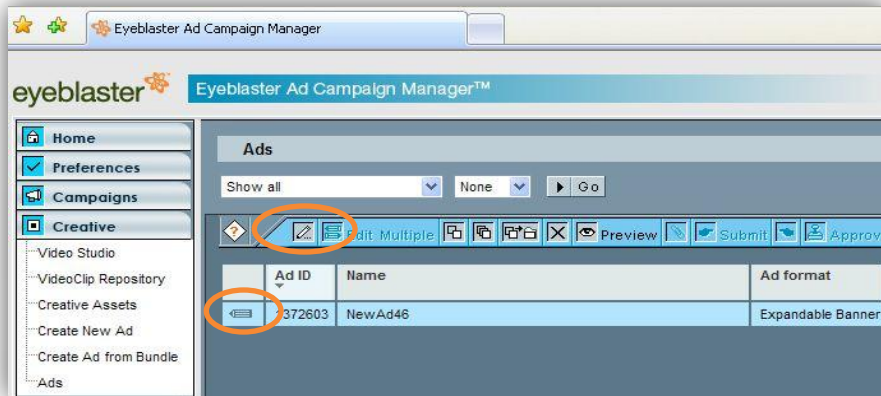 Eyeblaster Ad Campaign Manager
eyeblaster Eyeblaster Ad Campaign Manager™
Home
Preferences
Campaigns
Creative
Video Studio
VideoClip Repository
Creative Assets
Create New Ad
Create Ad from Bundle
Ads
Ads
Show all None Go
? Edit Multiple Preview Submit Approv
Ad ID Name Ad format
1372603 NewAd46 Expandable Banner